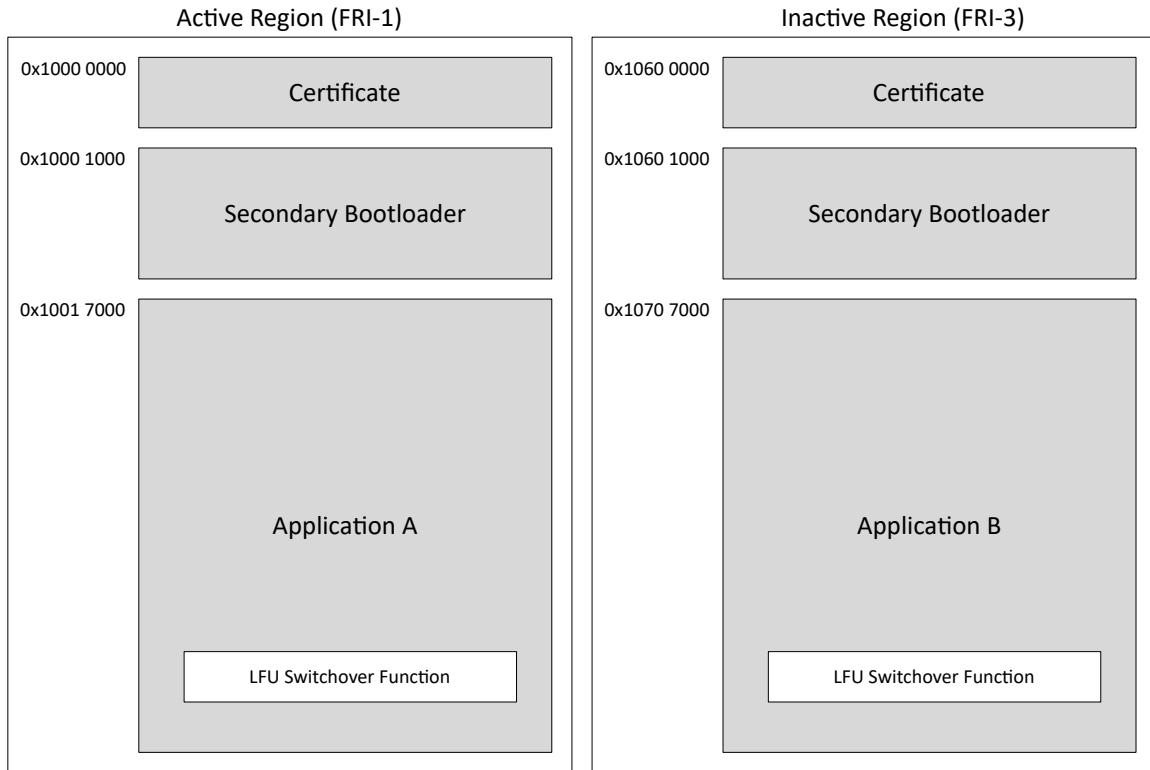 Active Region (FRI-1)
0x1000 0000
Certificate
0x1000 1000
Secondary Bootloader
0x1001 7000
Application A
LFU Switchover Function
Inactive Region (FRI-3)
0x1060 0000
Certificate
0x1060 1000
Secondary Bootloader
0x1070 7000
Application B
LFU Switchover Function